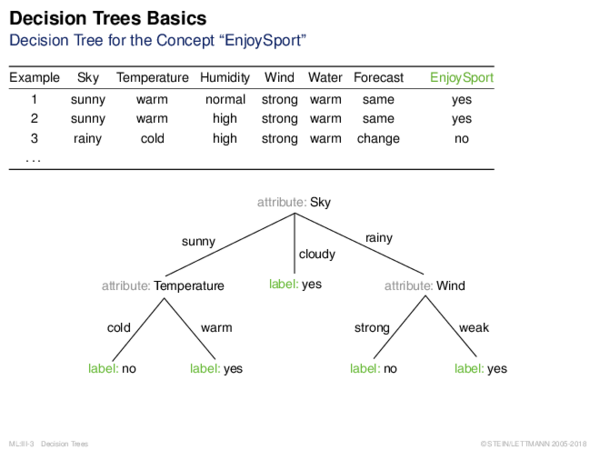 Decision Trees Basics
Decision Tree for the Concept “EnjoySport”
Example Sky Temperature Humidity Wind Water Forecast EnjoySport
1 sunny warm normal strong warm same yes
2 sunny warm high strong warm same yes
3 rainy cold high strong warm change no
...
attribute: Sky
sunny cloudy rainy
attribute: Temperature label: yes attribute: Wind
cold warm strong weak
label: no label: yes label: no label: yes
ML:III-3 Decision Trees ©STEIN/LETTMANN 2005-2018